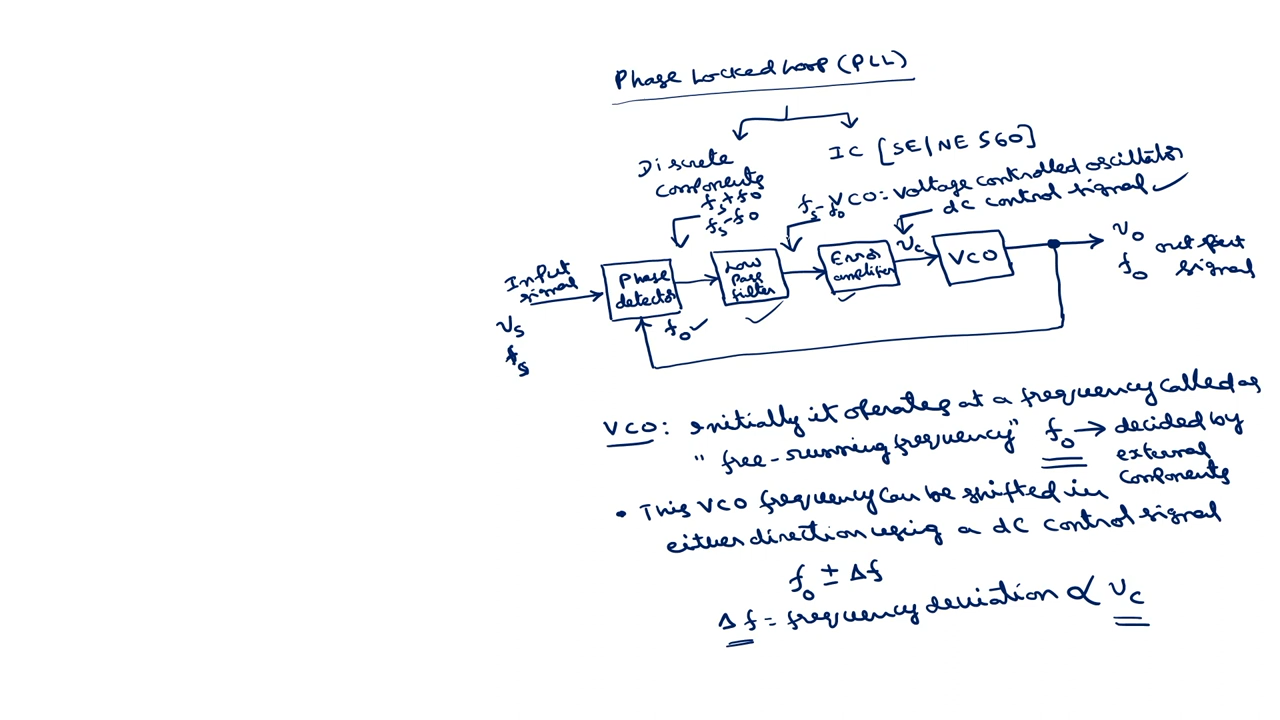 Phase Locked Loop (PLL)
Discrete
components
IC [SE/NE 560]
VCO: Voltage controlled oscillator
dc control signal
fs+fo
fs-fo
fs-fo
Input
signal
vs
fs
Phase
detector
Low
Pass
filter
Error
amplifier
vc
VCO
vo
fo
output
signal
fo
VCO: Initially it operates at a frequency called as
"free-running frequency" fo → decided by
external
components
• This VCO frequency can be shifted in
either direction using a dc control signal
fo ± Δf
Δf = frequency deviation ∝ vc